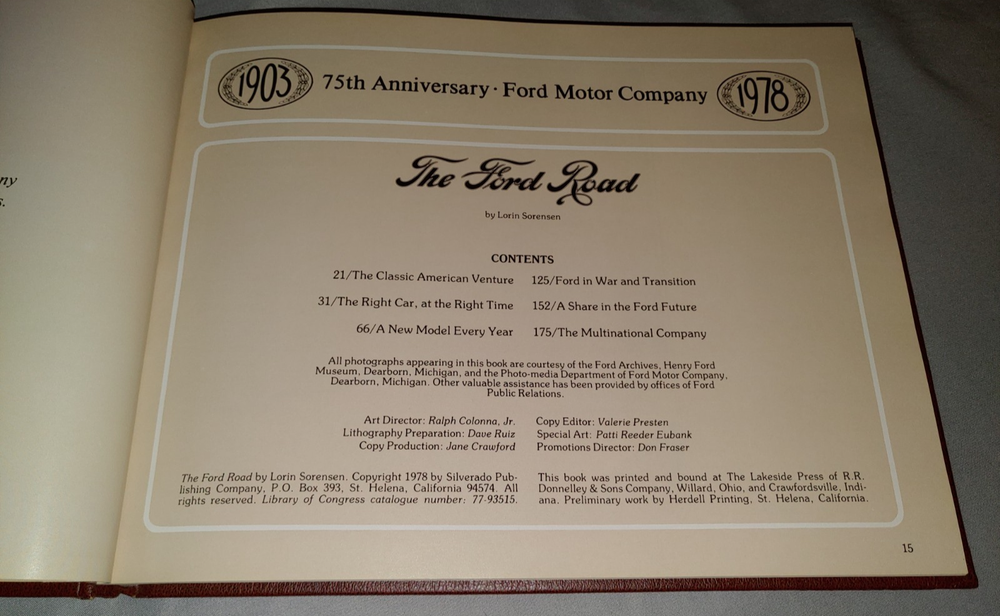 ny
s.
1903 75th Anniversary · Ford Motor Company 1978
The Ford Road
by Lorin Sorensen
CONTENTS
21/The Classic American Venture
31/The Right Car, at the Right Time
66/A New Model Every Year
125/Ford in War and Transition
152/A Share in the Ford Future
175/The Multinational Company
All photographs appearing in this book are courtesy of the Ford Archives, Henry Ford
Museum, Dearborn, Michigan, and the Photo-media Department of Ford Motor Company,
Dearborn, Michigan. Other valuable assistance has been provided by offices of Ford
Public Relations.
Art Director: Ralph Colonna, Jr.
Lithography Preparation: Dave Ruiz
Copy Production: Jane Crawford
Copy Editor: Valerie Presten
Special Art: Patti Reeder Eubank
Promotions Director: Don Fraser
The Ford Road by Lorin Sorensen. Copyright 1978 by Silverado Pub-
lishing Company, P.O. Box 393, St. Helena, California 94574. All
rights reserved. Library of Congress catalogue number: 77-93515.
This book was printed and bound at The Lakeside Press of R.R.
Donnelley & Sons Company, Willard, Ohio, and Crawfordsville, Indi-
ana. Preliminary work by Herdell Printing, St. Helena, California.
15